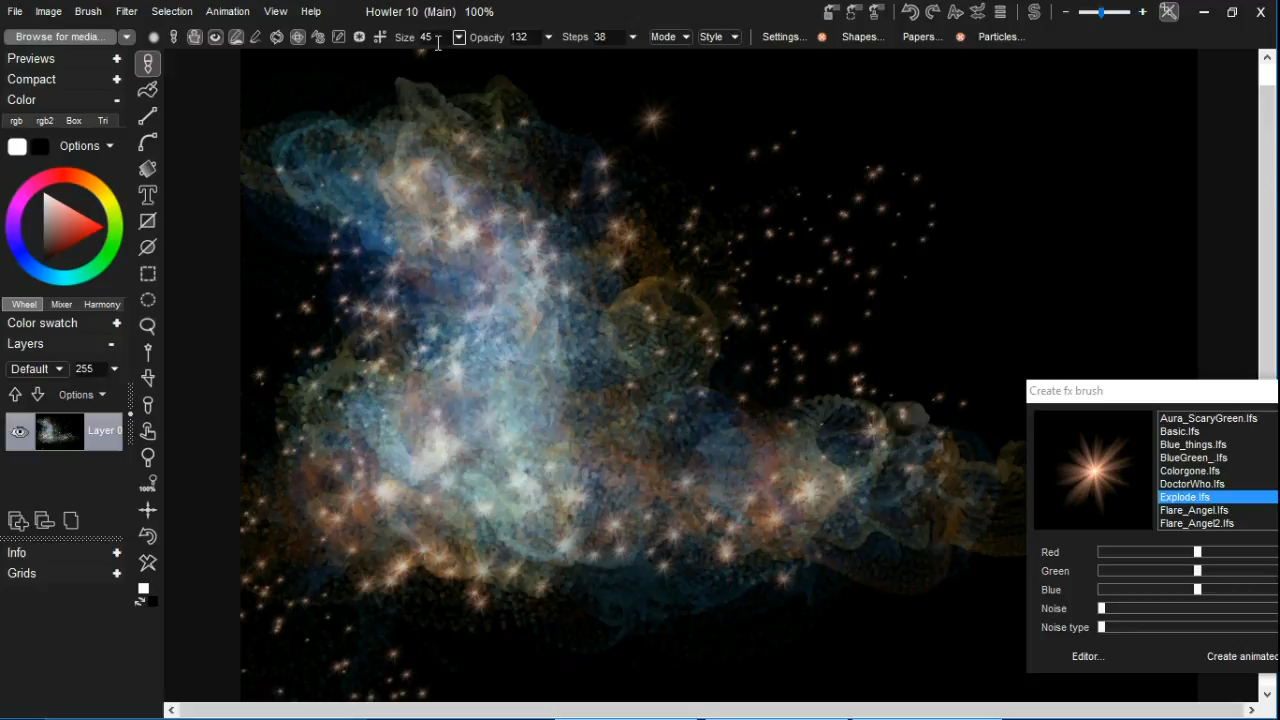 File Image Brush Filter Selection Animation View Help Howler 10 (Main) 100%
Browse for media... Size 45 Opacity 132 Steps 38 Mode Style Settings... Shapes... Papers... Particles...
Previews
Compact
Color
rgb rgb2 Box Tri
Options
Wheel Mixer Harmony
Color swatch
Layers
Default 255
Options
Layer 0
100%
Info
Grids
Create fx brush
Aura_ScaryGreen.lfs
Basic.lfs
Blue_things.lfs
BlueGreen_.lfs
Colorgone.lfs
DoctorWho.lfs
Explode.lfs
Flare_Angel.lfs
Flare_Angel2.lfs
Red
Green
Blue
Noise
Noise type
Editor... Create animated